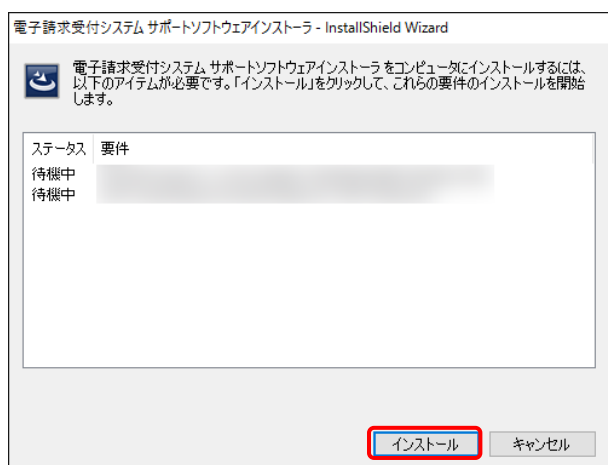 電子請求受付システム サポートソフトウェアインストーラ - InstallShield Wizard
電子請求受付システム サポートソフトウェアインストーラ をコンピュータにインストールするには、
以下のアイテムが必要です。「インストール」をクリックして、これらの要件のインストールを開始
します。
ステータス 要件
待機中
待機中
インストール キャンセル